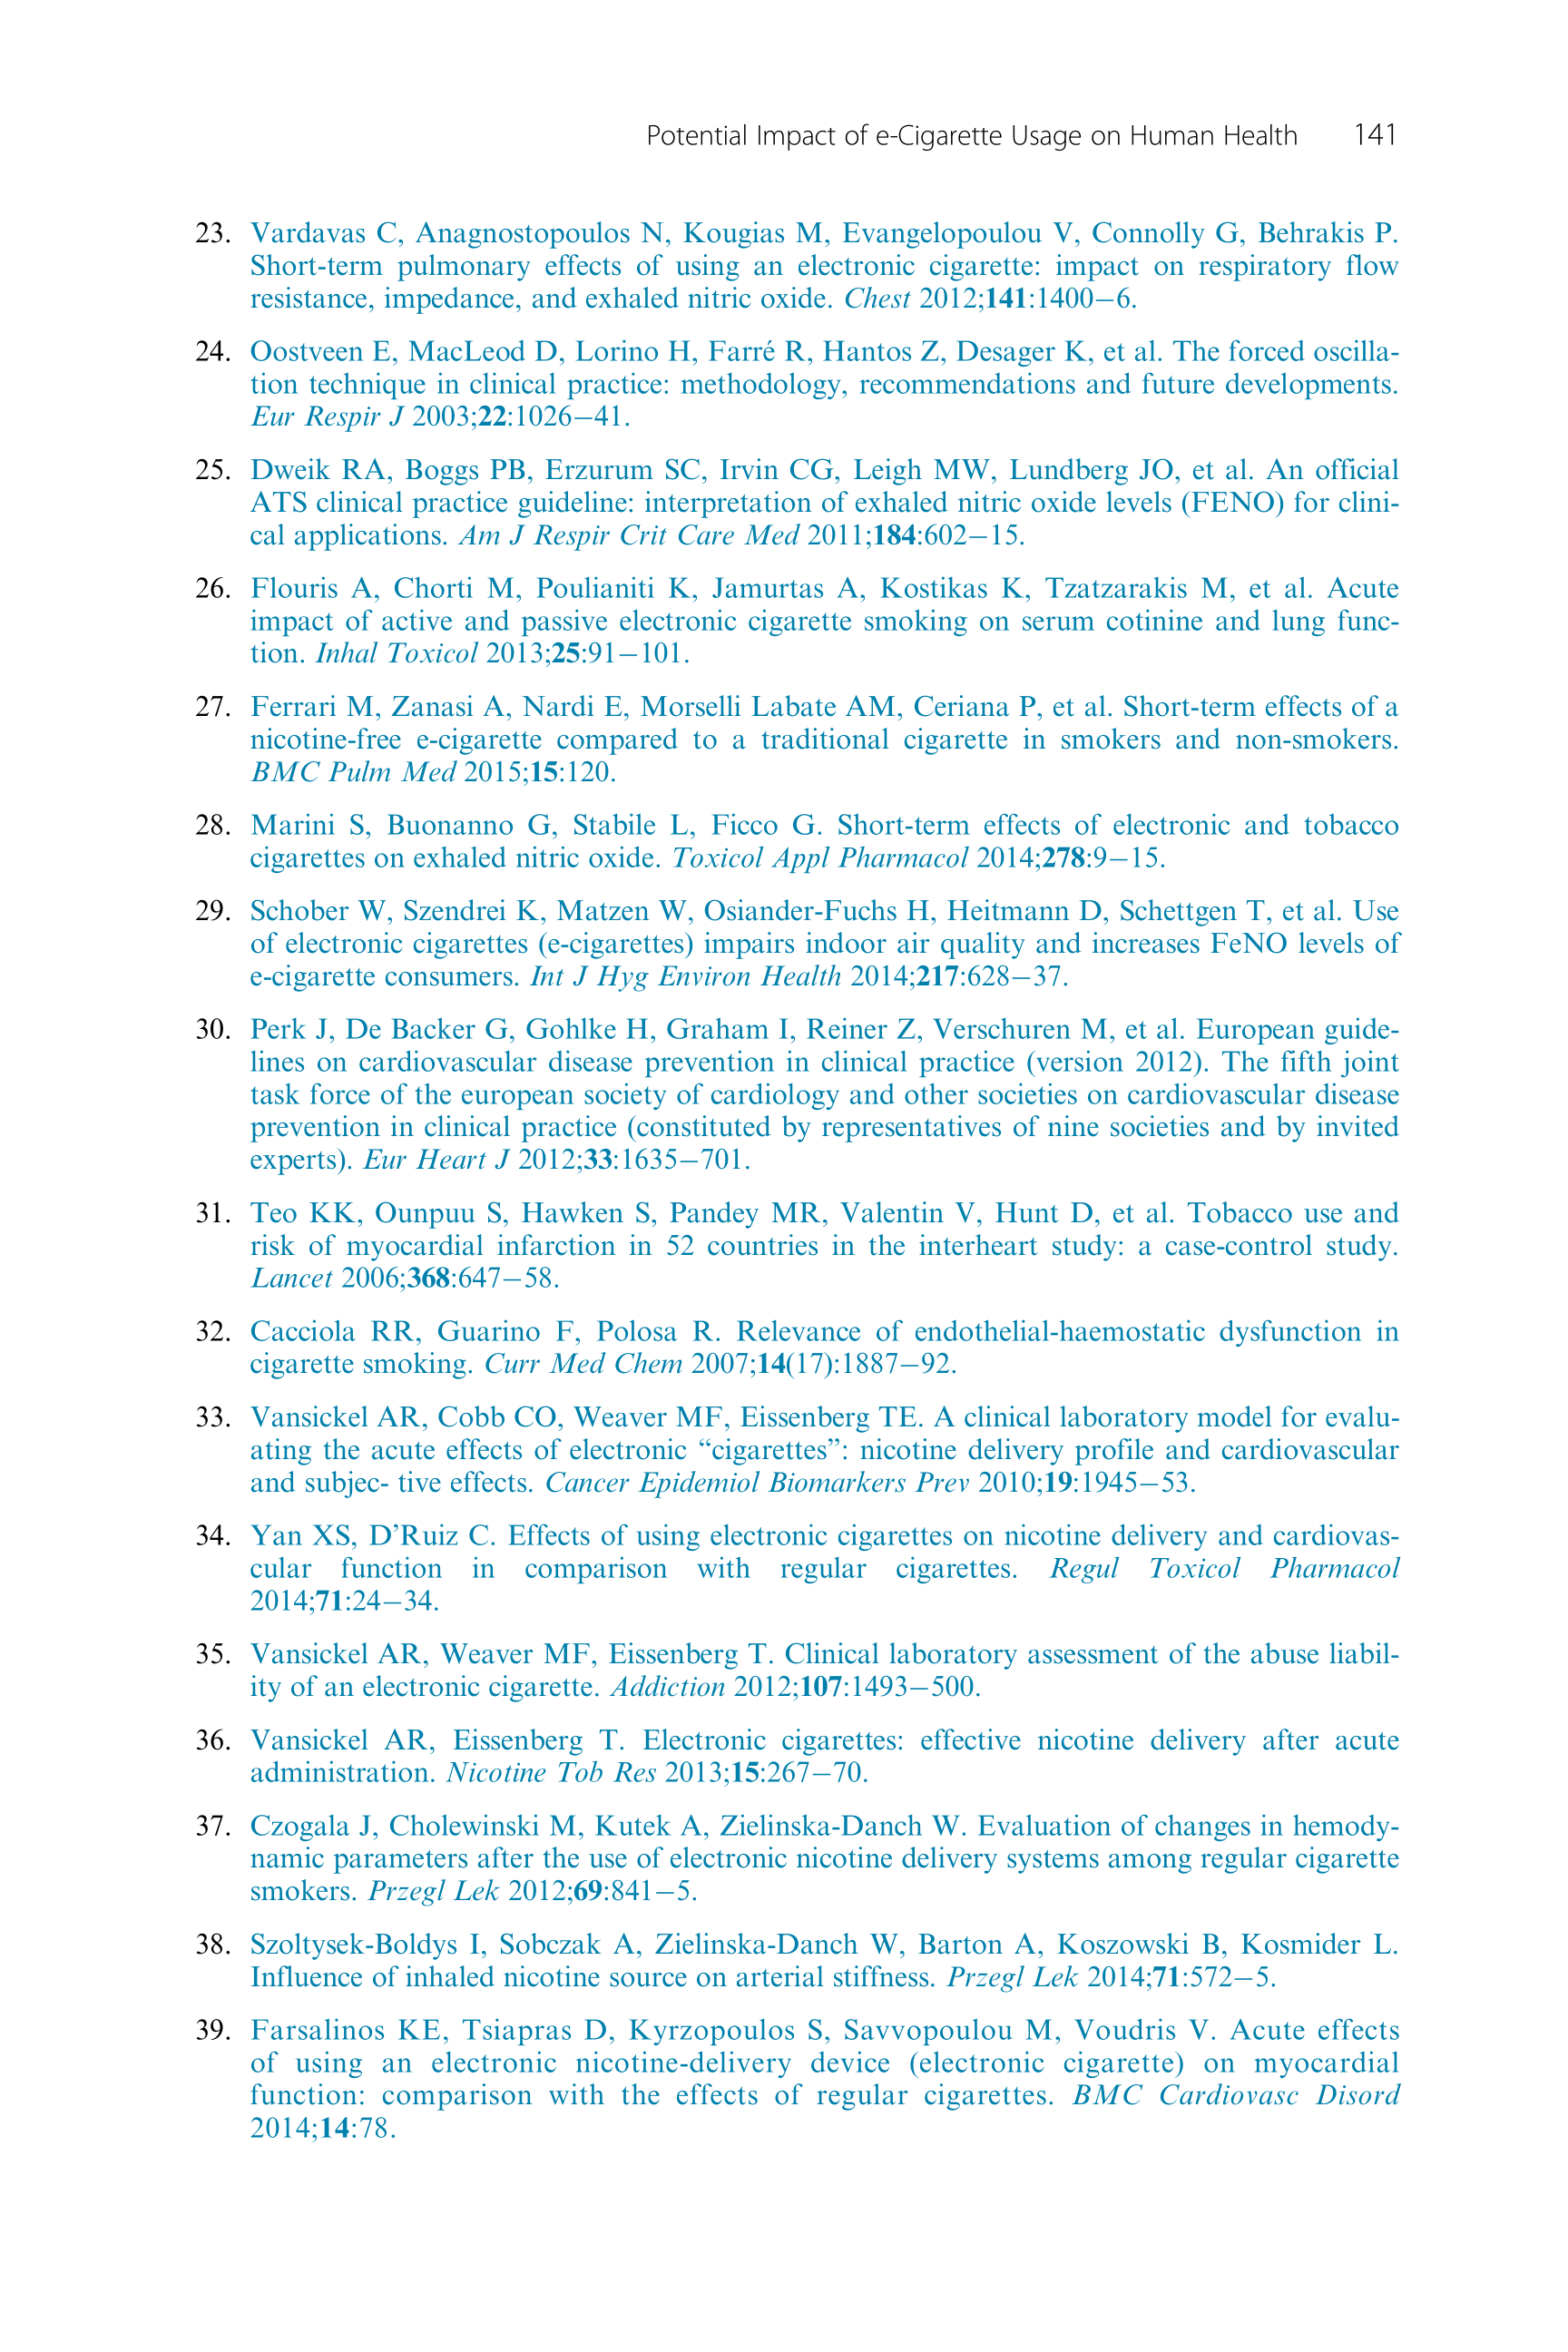 Potential Impact of e-Cigarette Usage on Human Health 141
23. Vardavas C, Anagnostopoulos N, Kougias M, Evangelopoulou V, Connolly G, Behrakis P.
Short-term pulmonary effects of using an electronic cigarette: impact on respiratory flow
resistance, impedance, and exhaled nitric oxide. Chest 2012;141:1400–6.
24. Oostveen E, MacLeod D, Lorino H, Farré R, Hantos Z, Desager K, et al. The forced oscilla-
tion technique in clinical practice: methodology, recommendations and future developments.
Eur Respir J 2003;22:1026–41.
25. Dweik RA, Boggs PB, Erzurum SC, Irvin CG, Leigh MW, Lundberg JO, et al. An official
ATS clinical practice guideline: interpretation of exhaled nitric oxide levels (FENO) for clini-
cal applications. Am J Respir Crit Care Med 2011;184:602–15.
26. Flouris A, Chorti M, Poulianiti K, Jamurtas A, Kostikas K, Tzatzarakis M, et al. Acute
impact of active and passive electronic cigarette smoking on serum cotinine and lung func-
tion. Inhal Toxicol 2013;25:91–101.
27. Ferrari M, Zanasi A, Nardi E, Morselli Labate AM, Ceriana P, et al. Short-term effects of a
nicotine-free e-cigarette compared to a traditional cigarette in smokers and non-smokers.
BMC Pulm Med 2015;15:120.
28. Marini S, Buonanno G, Stabile L, Ficco G. Short-term effects of electronic and tobacco
cigarettes on exhaled nitric oxide. Toxicol Appl Pharmacol 2014;278:9–15.
29. Schober W, Szendrei K, Matzen W, Osiander-Fuchs H, Heitmann D, Schettgen T, et al. Use
of electronic cigarettes (e-cigarettes) impairs indoor air quality and increases FeNO levels of
e-cigarette consumers. Int J Hyg Environ Health 2014;217:628–37.
30. Perk J, De Backer G, Gohlke H, Graham I, Reiner Z, Verschuren M, et al. European guide-
lines on cardiovascular disease prevention in clinical practice (version 2012). The fifth joint
task force of the european society of cardiology and other societies on cardiovascular disease
prevention in clinical practice (constituted by representatives of nine societies and by invited
experts). Eur Heart J 2012;33:1635–701.
31. Teo KK, Ounpuu S, Hawken S, Pandey MR, Valentin V, Hunt D, et al. Tobacco use and
risk of myocardial infarction in 52 countries in the interheart study: a case-control study.
Lancet 2006;368:647–58.
32. Cacciola RR, Guarino F, Polosa R. Relevance of endothelial-haemostatic dysfunction in
cigarette smoking. Curr Med Chem 2007;14(17):1887–92.
33. Vansickel AR, Cobb CO, Weaver MF, Eissenberg TE. A clinical laboratory model for evalu-
ating the acute effects of electronic “cigarettes”: nicotine delivery profile and cardiovascular
and subjec- tive effects. Cancer Epidemiol Biomarkers Prev 2010;19:1945–53.
34. Yan XS, D’Ruiz C. Effects of using electronic cigarettes on nicotine delivery and cardiovas-
cular function in comparison with regular cigarettes. Regul Toxicol Pharmacol
2014;71:24–34.
35. Vansickel AR, Weaver MF, Eissenberg T. Clinical laboratory assessment of the abuse liabil-
ity of an electronic cigarette. Addiction 2012;107:1493–500.
36. Vansickel AR, Eissenberg T. Electronic cigarettes: effective nicotine delivery after acute
administration. Nicotine Tob Res 2013;15:267–70.
37. Czogala J, Cholewinski M, Kutek A, Zielinska-Danch W. Evaluation of changes in hemody-
namic parameters after the use of electronic nicotine delivery systems among regular cigarette
smokers. Przegl Lek 2012;69:841–5.
38. Szoltysek-Boldys I, Sobczak A, Zielinska-Danch W, Barton A, Koszowski B, Kosmider L.
Influence of inhaled nicotine source on arterial stiffness. Przegl Lek 2014;71:572–5.
39. Farsalinos KE, Tsiapras D, Kyrzopoulos S, Savvopoulou M, Voudris V. Acute effects
of using an electronic nicotine-delivery device (electronic cigarette) on myocardial
function: comparison with the effects of regular cigarettes. BMC Cardiovasc Disord
2014;14:78.